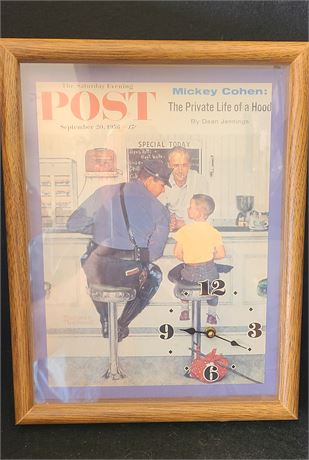 The Saturday Evening
POST
September 20, 1958 – 15¢
Mickey Cohen:
The Private Life of a Hood
By Dean Jennings
SPECIAL TODAY
12
9
3
6